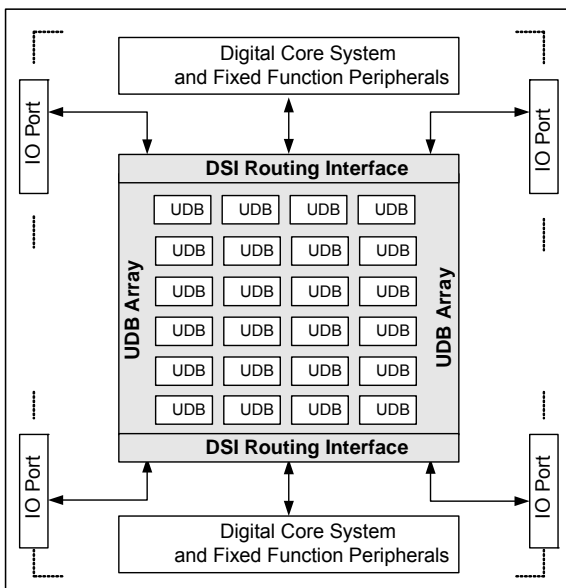 Digital Core System
and Fixed Function Peripherals
IO Port
IO Port
DSI Routing Interface
UDB UDB UDB UDB
UDB UDB UDB UDB
UDB Array
UDB Array
UDB UDB UDB UDB
UDB UDB UDB UDB
UDB UDB UDB UDB
UDB UDB UDB UDB
DSI Routing Interface
IO Port
IO Port
Digital Core System
and Fixed Function Peripherals